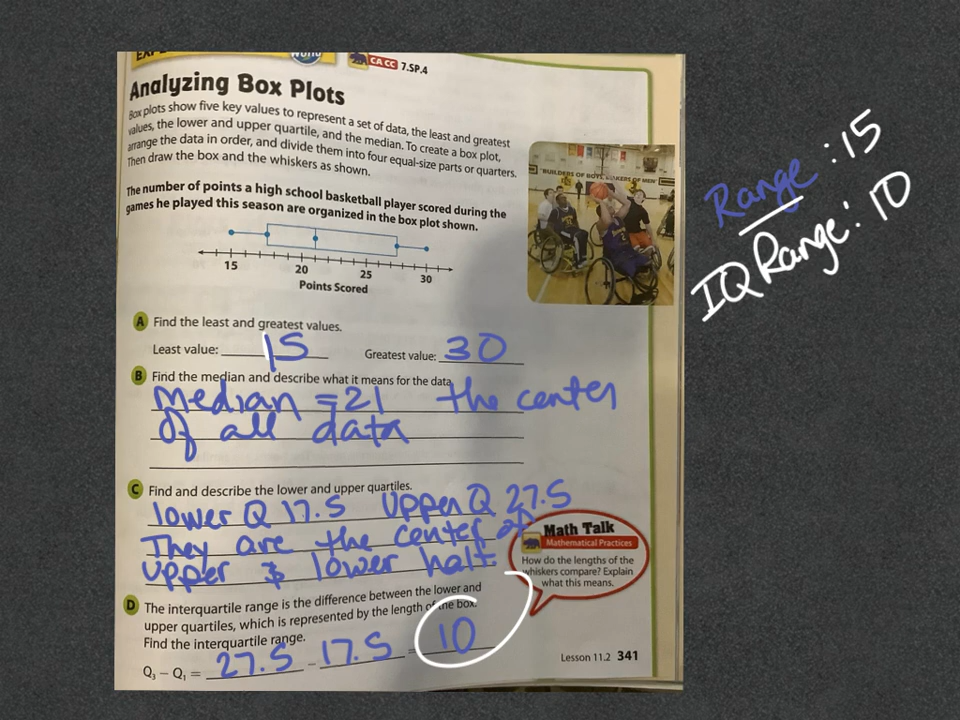 WORLD
CA CC 7.SP.4
Analyzing Box Plots
Box plots show five key values to represent a set of data, the least and greatest
values, the lower and upper quartile, and the median. To create a box plot,
arrange the data in order, and divide them into four equal-size parts or quarters.
Then draw the box and the whiskers as shown.
The number of points a high school basketball player scored during the
games he played this season are organized in the box plot shown.
15 20 25 30
Points Scored
"BUILDERS OF BOYS, MAKERS OF MEN"
Range : 15
IQ Range : 10
A Find the least and greatest values.
Least value: 15 Greatest value: 30
B Find the median and describe what it means for the data.
Median = 21 the center
of all data
C Find and describe the lower and upper quartiles.
lower Q 17.5 Upper Q 27.5
They are the center of
upper & lower half.
Math Talk
Mathematical Practices
How do the lengths of the
whiskers compare? Explain
what this means.
D The interquartile range is the difference between the lower and
upper quartiles, which is represented by the length of the box.
Find the interquartile range.
Q3 – Q1 = 27.5 – 17.5 = 10
Lesson 11.2 341